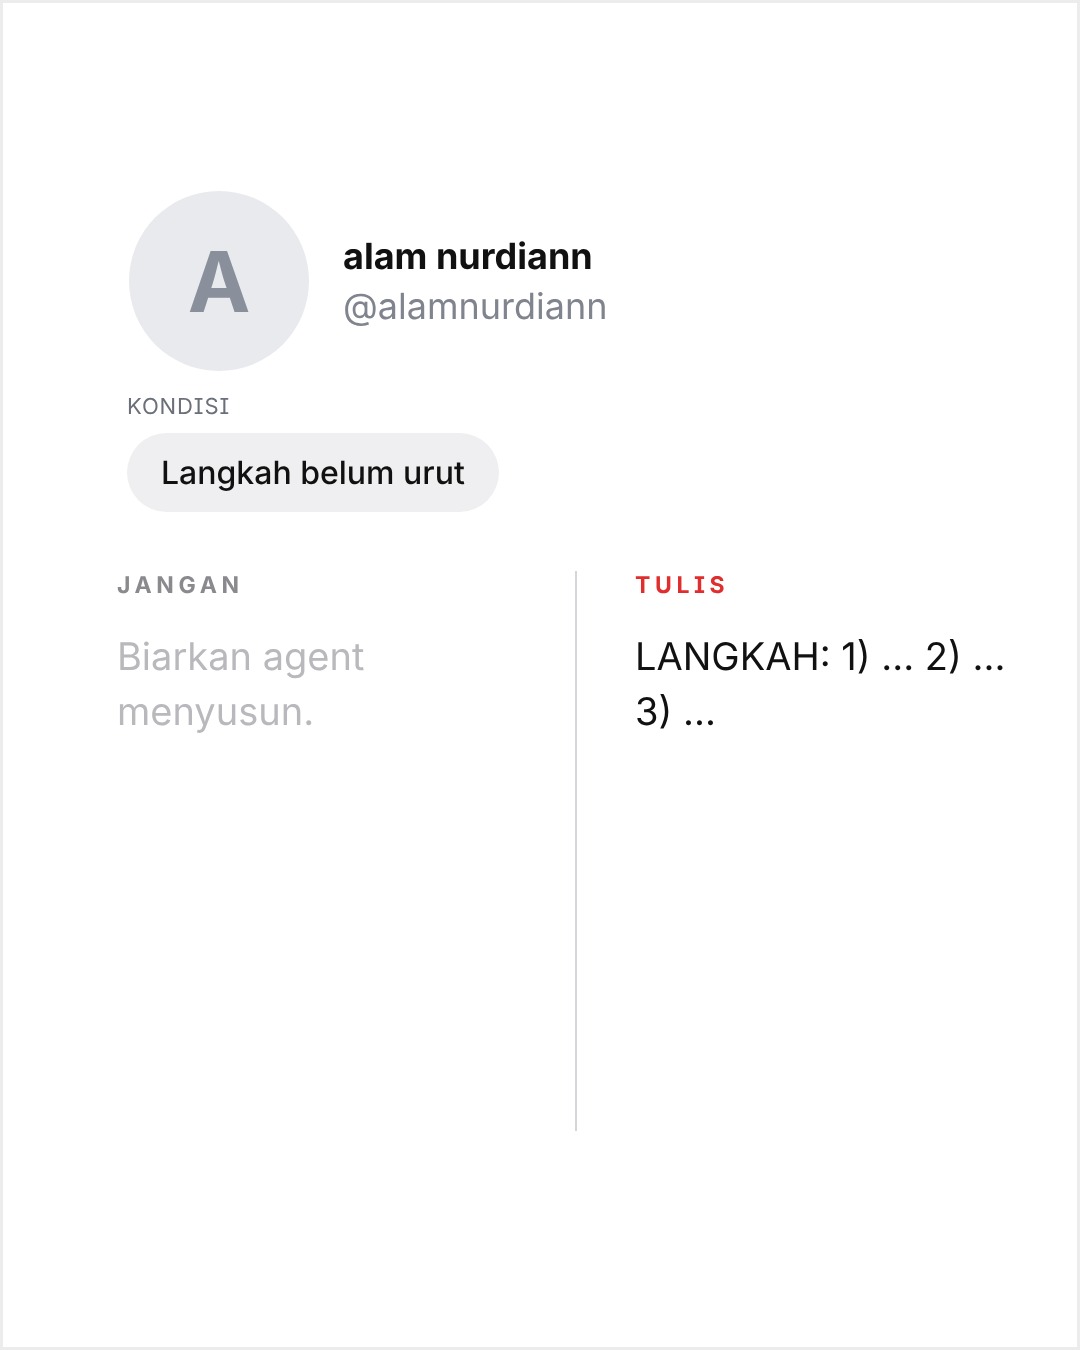 A
alam nurdiann
@alamnurdiann
KONDISI
Langkah belum urut
JANGAN
Biarkan agent
menyusun.
TULIS
LANGKAH: 1) ... 2) ...
3) ...